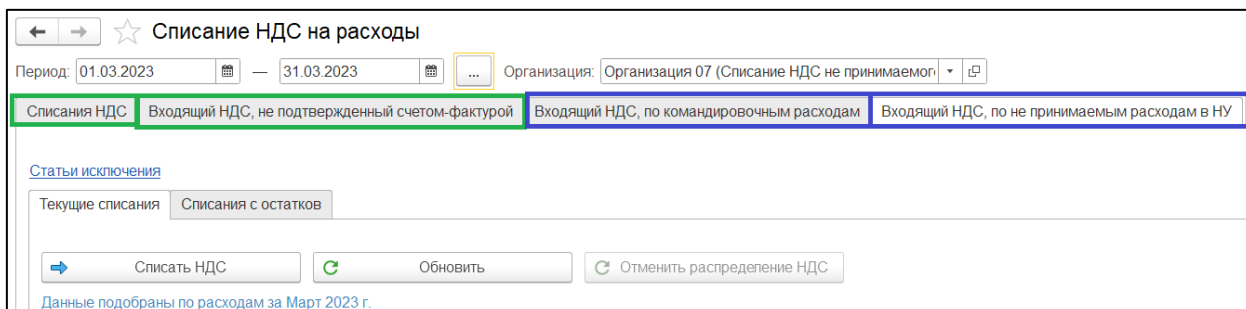 Списание НДС на расходы
Период: 01.03.2023 — 31.03.2023 ... Организация: Организация 07 (Списание НДС не принимаемог
Списания НДС Входящий НДС, не подтвержденный счетом-фактурой Входящий НДС, по командировочным расходам Входящий НДС, по не принимаемым расходам в НУ
Статьи исключения
Текущие списания Списания с остатков
Списать НДС Обновить Отменить распределение НДС
Данные подобраны по расходам за Март 2023 г.